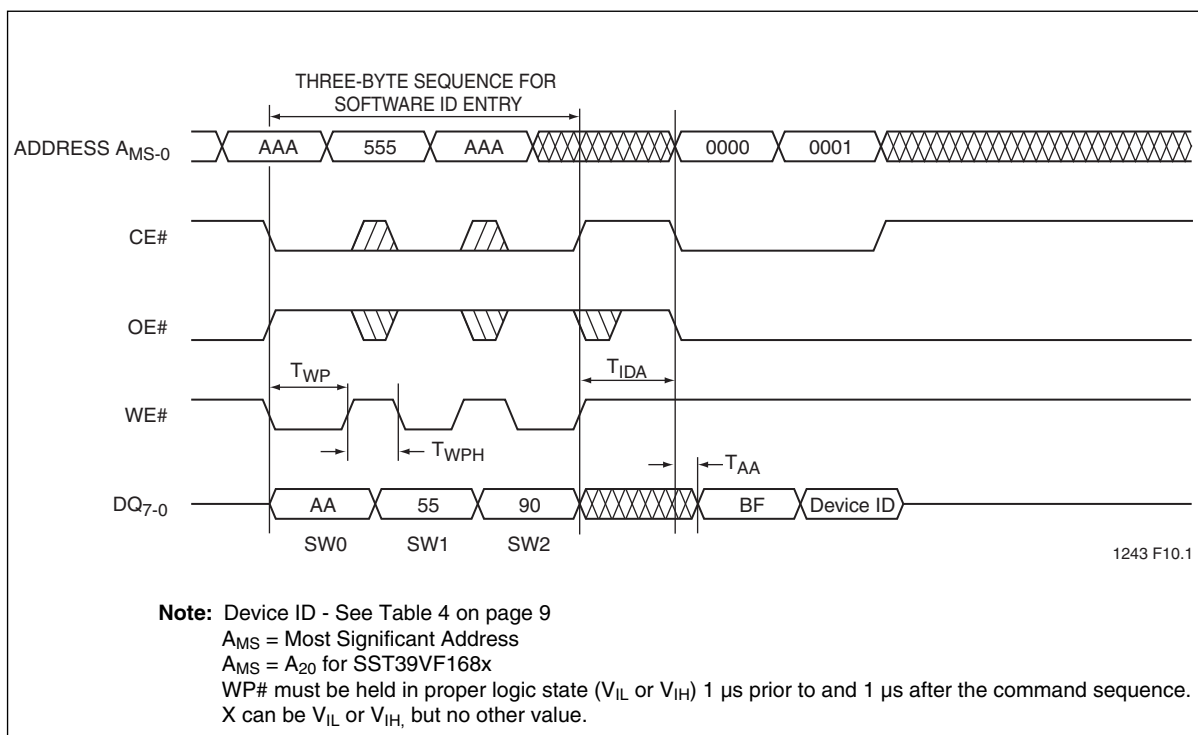 THREE-BYTE SEQUENCE FOR
SOFTWARE ID ENTRY
ADDRESS AMS-0
AAA 555 AAA 0000 0001
CE#
OE#
TWP TIDA
WE#
TWPH
TAA
DQ7-0
AA 55 90 BF Device ID
SW0 SW1 SW2
1243 F10.1
Note: Device ID - See Table 4 on page 9
AMS = Most Significant Address
AMS = A20 for SST39VF168x
WP# must be held in proper logic state (VIL or VIH) 1 µs prior to and 1 µs after the command sequence.
X can be VIL or VIH, but no other value.